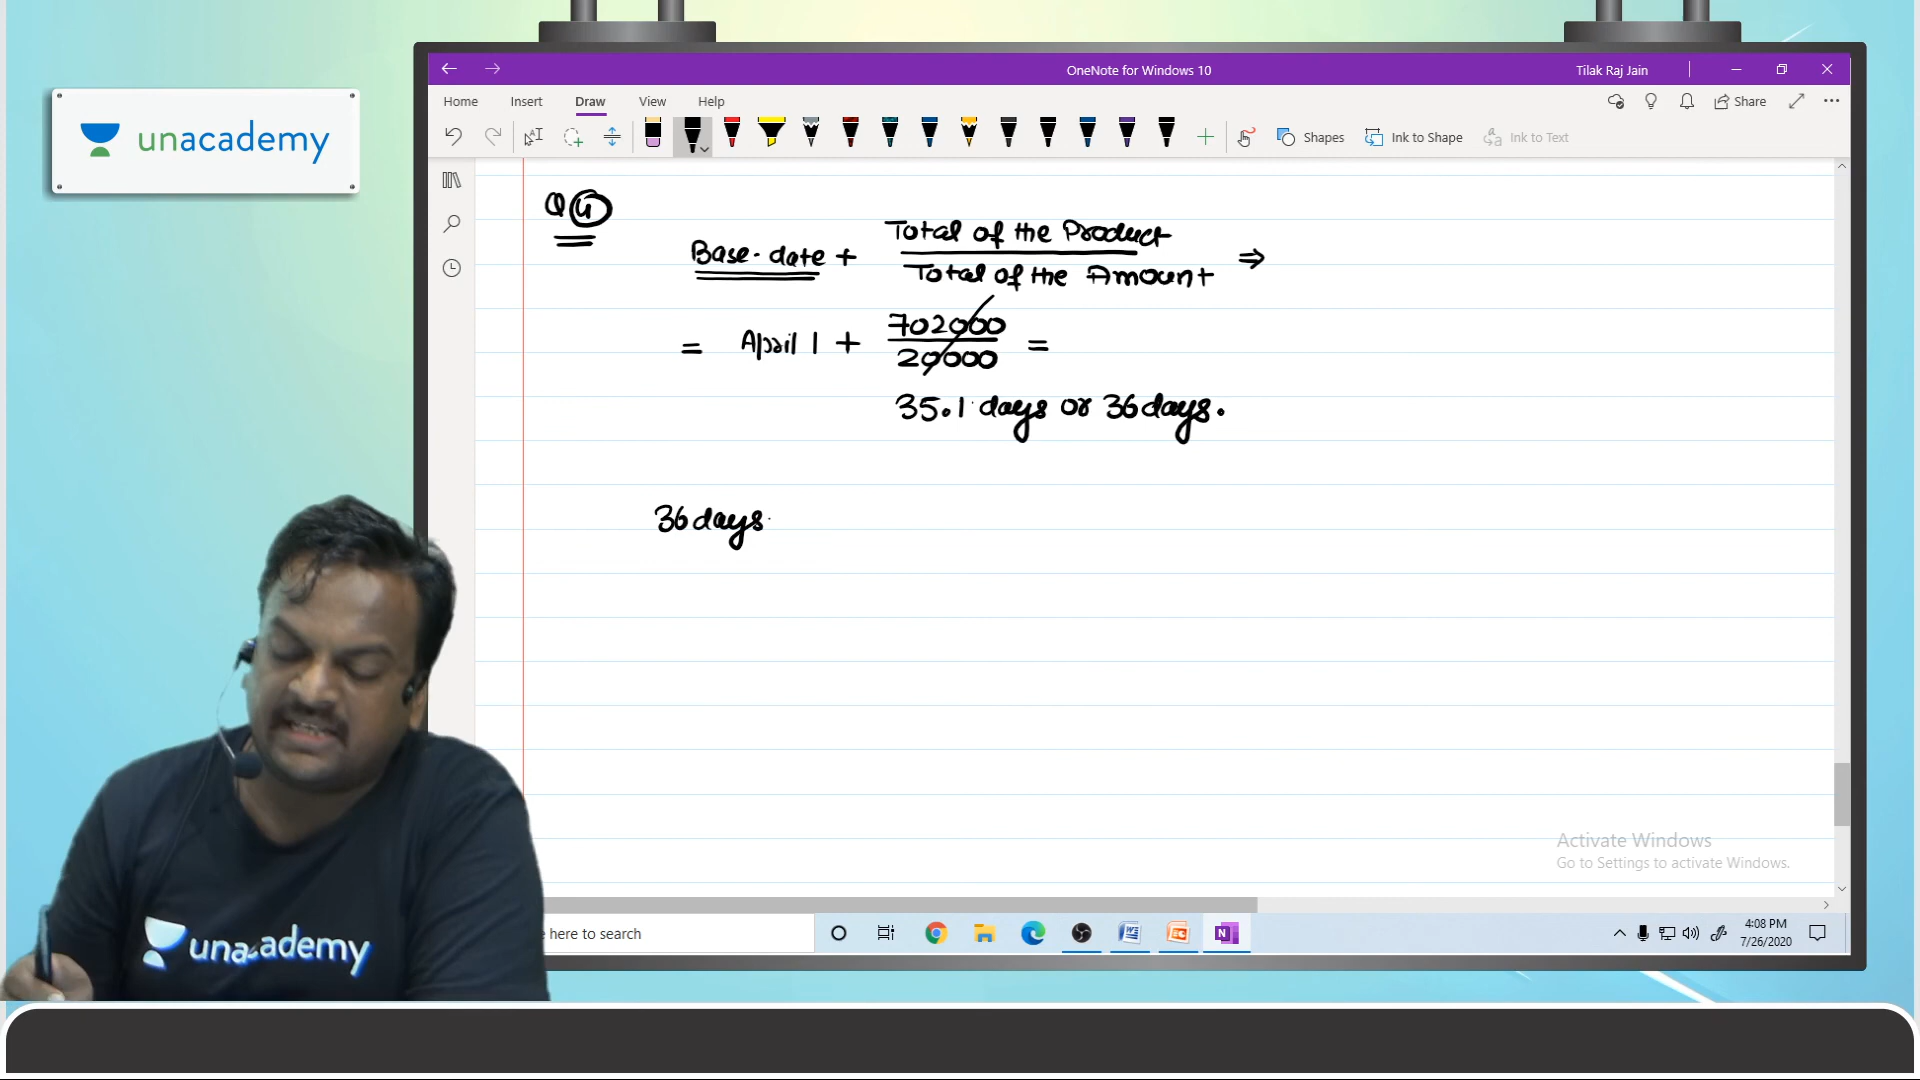 unacademy
OneNote for Windows 10
Tilak Raj Jain
Home Insert Draw View Help
Share
Shapes Ink to Shape Ink to Text
Q 4
Base date + Total of the Product ⇒
Total of the Amount
= April 1 + 702000 =
20000
35.1 days or 36 days.
36 days
Activate Windows
Go to Settings to activate Windows.
unacademy
e here to search
4:08 PM
7/26/2020